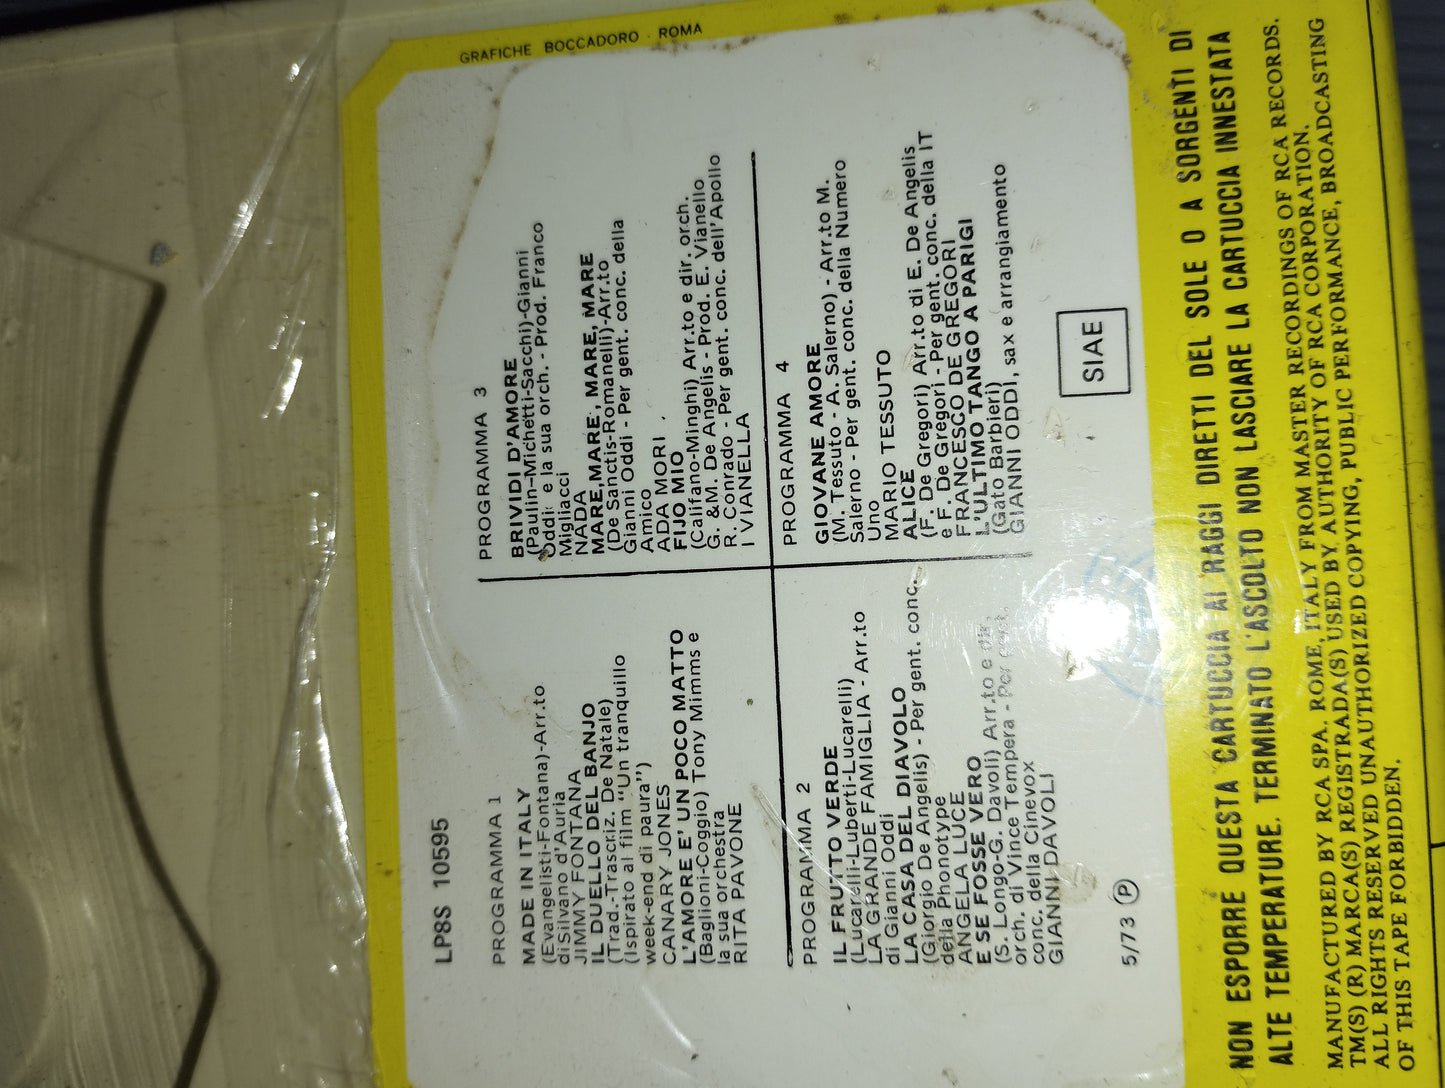 GRAFICHE BOCCADORO · ROMA
LP8S 10595
PROGRAMMA 1
MADE IN ITALY
(Evangelisti-Fontana)-Arr.to
di Silvano d'Auria
JIMMY FONTANA
IL DUELLO DEL BANJO
(Trad.-Trascriz. De Natale)
(Ispirato al film "Un tranquillo
week-end di paura")
CANARY JONES
L'AMORE E' UN POCO MATTO
(Baglioni-Coggio) Tony Mimms e
la sua orchestra
RITA PAVONE
PROGRAMMA 2
IL FRUTTO VERDE
(Lucarelli-Luberti-Lucarelli)
LA GRANDE FAMIGLIA - Arr.to
di Gianni Oddi
LA CASA DEL DIAVOLO
(Giorgio De Angelis) - Per gent. conc.
della Phonotype
ANGELA LUCE
E SE FOSSE VERO
(S. Longo-G. Davoli) Arr.to e dir.
orch. di Vince Tempera - Per gent.
conc. della Cinevox
GIANNI DAVOLI
5/73 Ⓟ
PROGRAMMA 3
BRIVIDI D'AMORE
(Paulin-Michetti-Sacchi)-Gianni
Oddi e la sua orch. - Prod. Franco
Migliacci
NADA
MARE, MARE, MARE, MARE
(De Sanctis-Romanelli)-Arr.to
Gianni Oddi - Per gent. conc. della
Amico
ADA MORI
FIJO MIO
(Califano-Minghi) Arr.to e dir. orch.
G. &M. De Angelis - Prod. E. Vianello
R. Conrado - Per gent. conc. dell'Apollo
I VIANELLA
PROGRAMMA 4
GIOVANE AMORE
(M. Tessuto - A. Salerno) - Arr.to M.
Salerno - Per gent. conc. della Numero
Uno
MARIO TESSUTO
ALICE
(F. De Gregori) Arr.to di E. De Angelis
e F. De Gregori - Per gent. conc. della IT
FRANCESCO DE GREGORI
L'ULTIMO TANGO A PARIGI
(Gato Barbieri)
GIANNI ODDI, sax e arrangiamento
SIAE
NON ESPORRE QUESTA CARTUCCIA AI RAGGI DIRETTI DEL SOLE O A SORGENTI DI
ALTE TEMPERATURE. TERMINATO L'ASCOLTO NON LASCIARE LA CARTUCCIA INNESTATA
MANUFACTURED BY RCA SPA. ROME, ITALY FROM MASTER RECORDINGS OF RCA RECORDS.
TM(S) (R) MARCA(S) REGISTRADA(S) USED BY AUTHORITY OF RCA CORPORATION.
ALL RIGHTS RESERVED UNAUTHORIZED COPYING, PUBLIC PERFORMANCE, BROADCASTING
OF THIS TAPE FORBIDDEN.